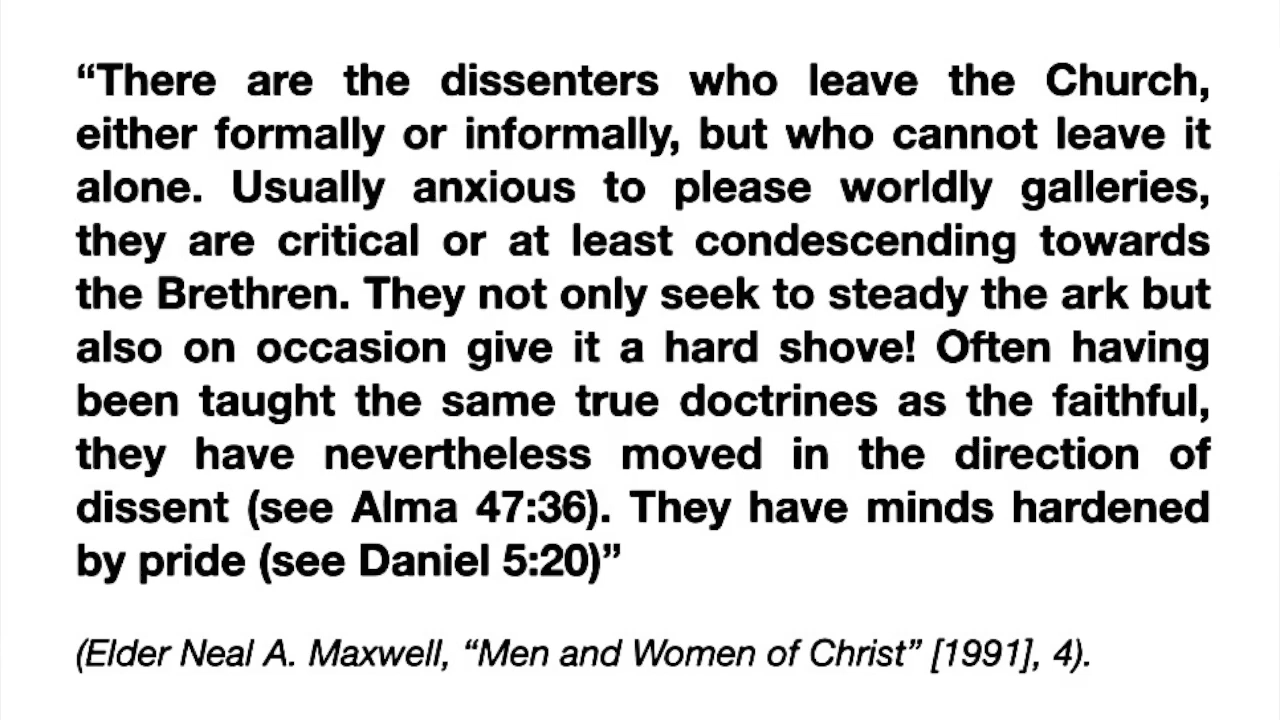 “There are the dissenters who leave the Church,
either formally or informally, but who cannot leave it
alone. Usually anxious to please worldly galleries,
they are critical or at least condescending towards
the Brethren. They not only seek to steady the ark but
also on occasion give it a hard shove! Often having
been taught the same true doctrines as the faithful,
they have nevertheless moved in the direction of
dissent (see Alma 47:36). They have minds hardened
by pride (see Daniel 5:20)”
(Elder Neal A. Maxwell, “Men and Women of Christ” [1991], 4).